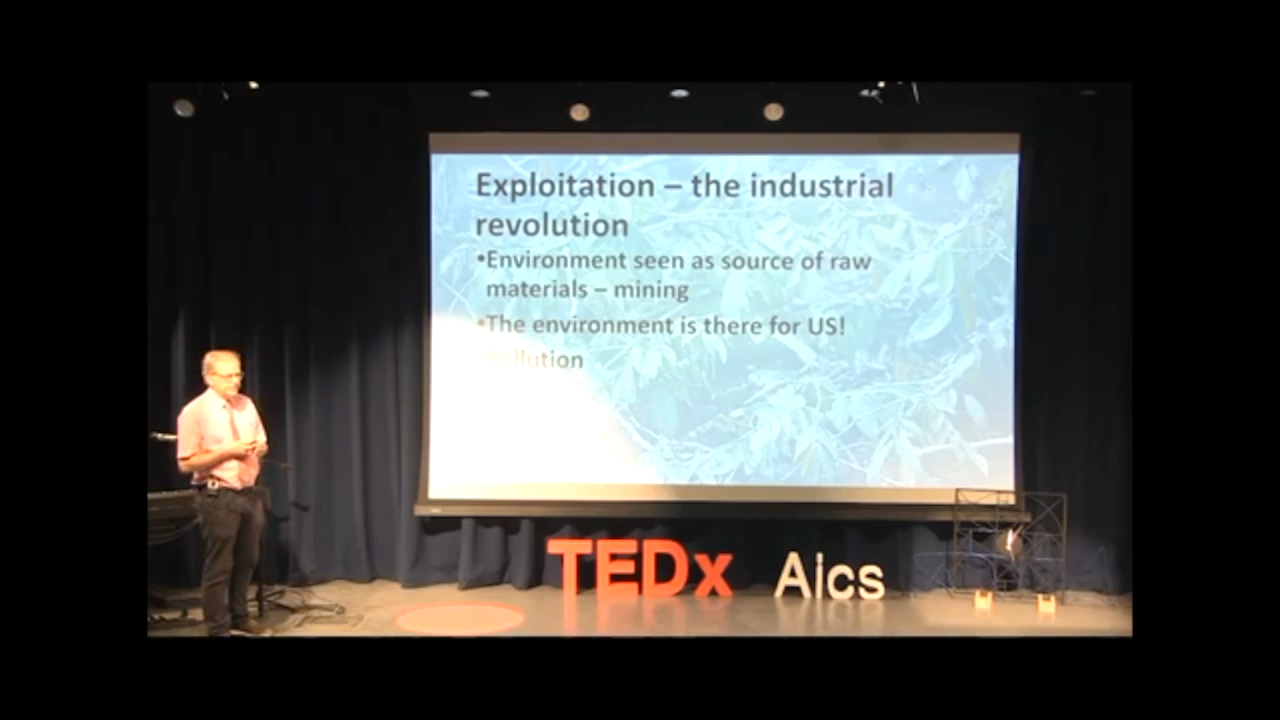 Exploitation – the industrial
revolution
•Environment seen as source of raw
materials – mining
•The environment is there for US!
Pollution
TEDx Aics